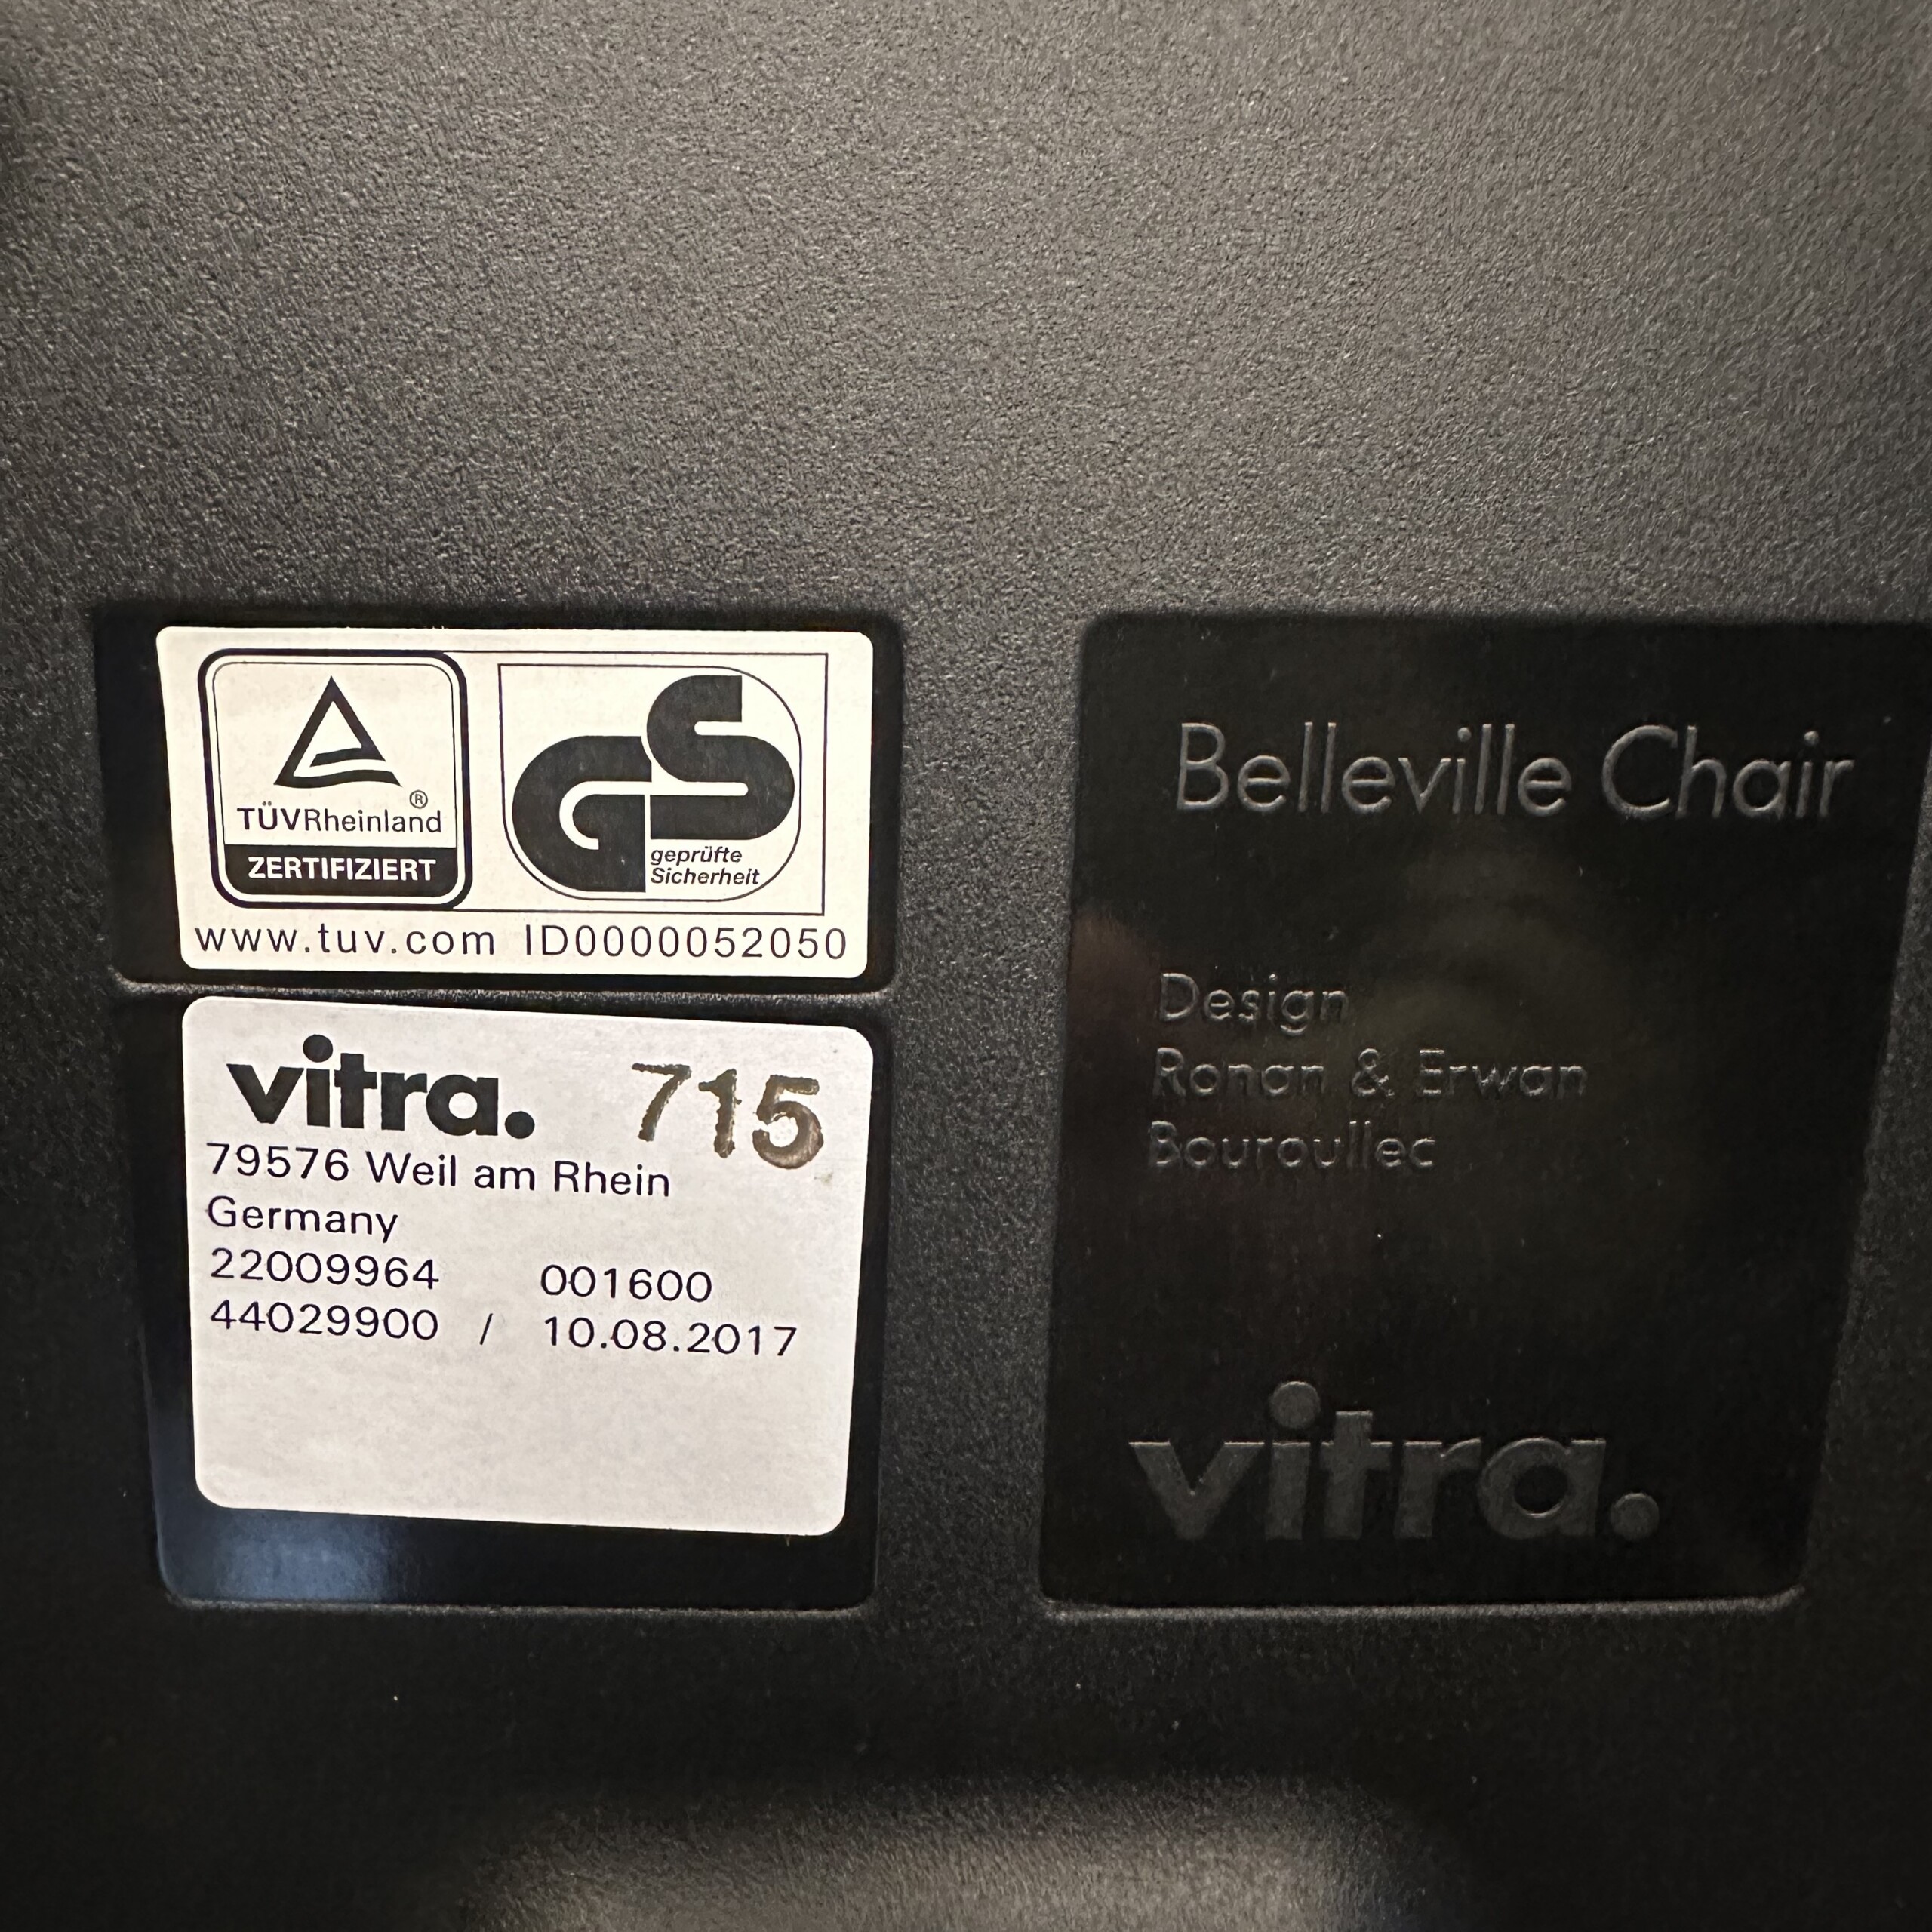 TÜVRheinland®
ZERTIFIZIERT
GS
geprüfte
Sicherheit
www.tuv.com ID0000052050
vitra. 715
79576 Weil am Rhein
Germany
22009964 001600
44029900 / 10.08.2017
Belleville Chair
Design
Ronan & Erwan
Bouroullec
vitra.